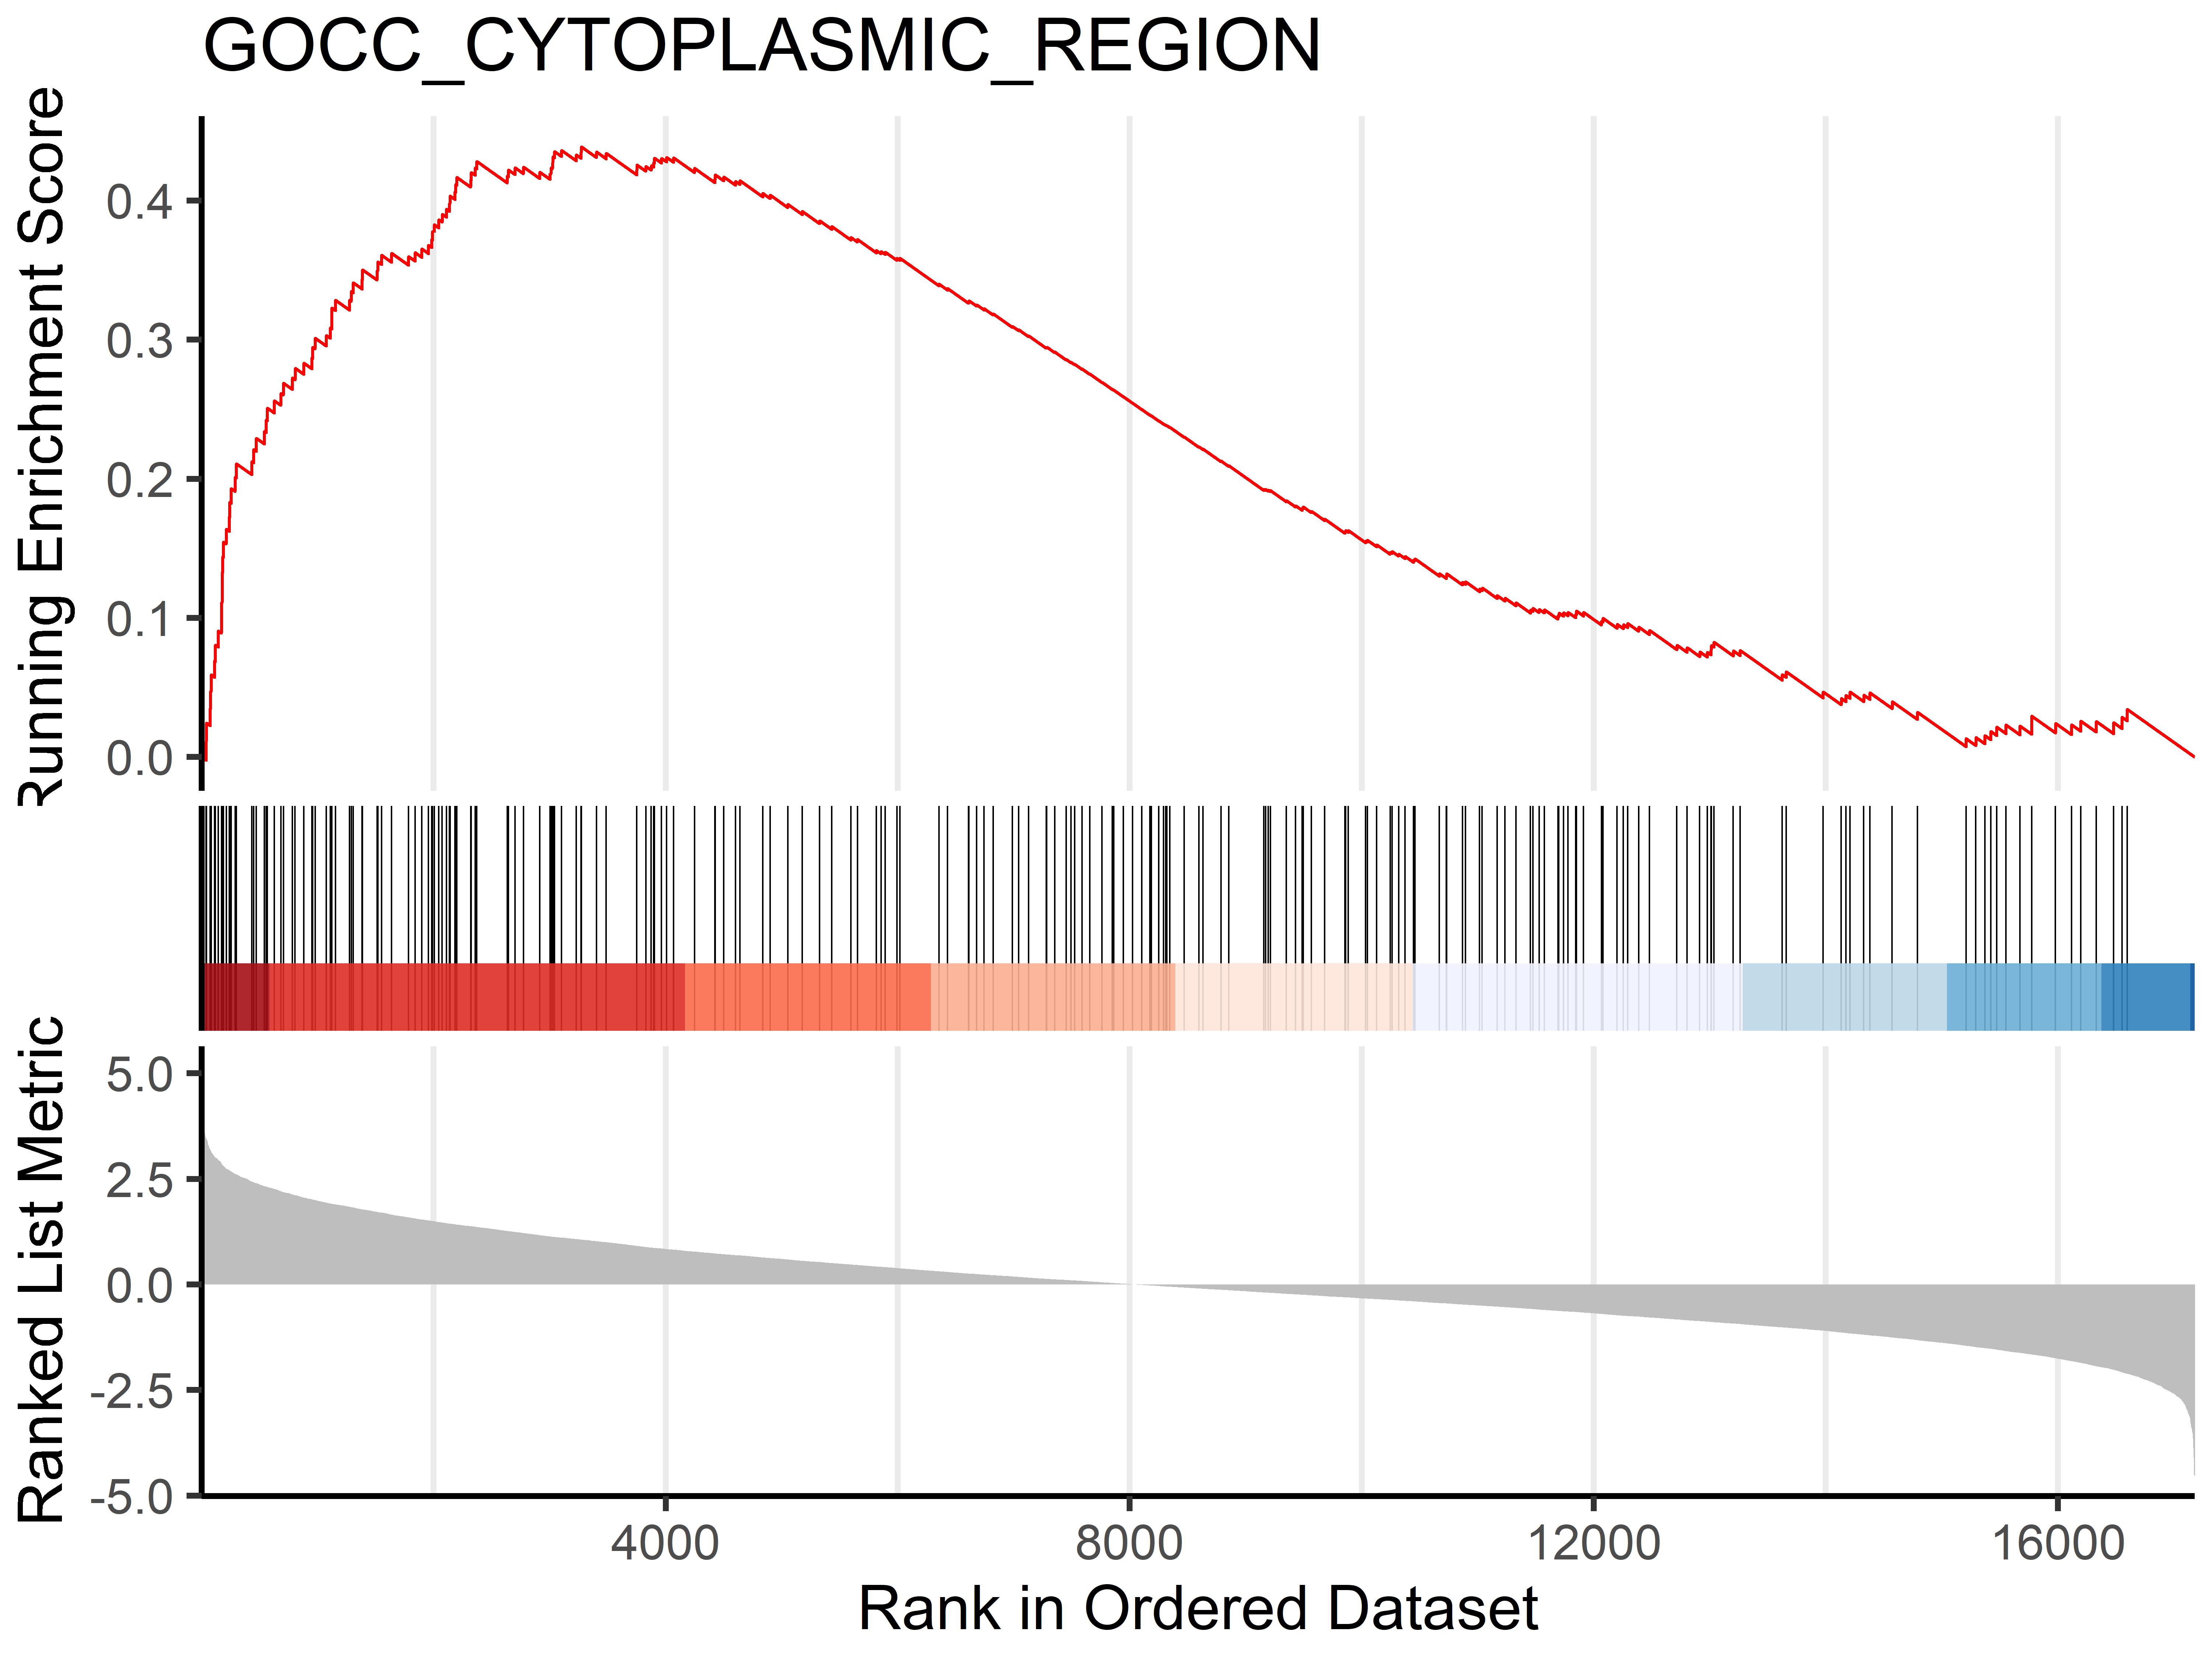 GOCC_CYTOPLASMIC_REGION
Running Enrichment Score
0.4
0.3
0.2
0.1
0.0
Ranked List Metric
5.0
2.5
0.0
-2.5
-5.0
4000 8000 12000 16000
Rank in Ordered Dataset